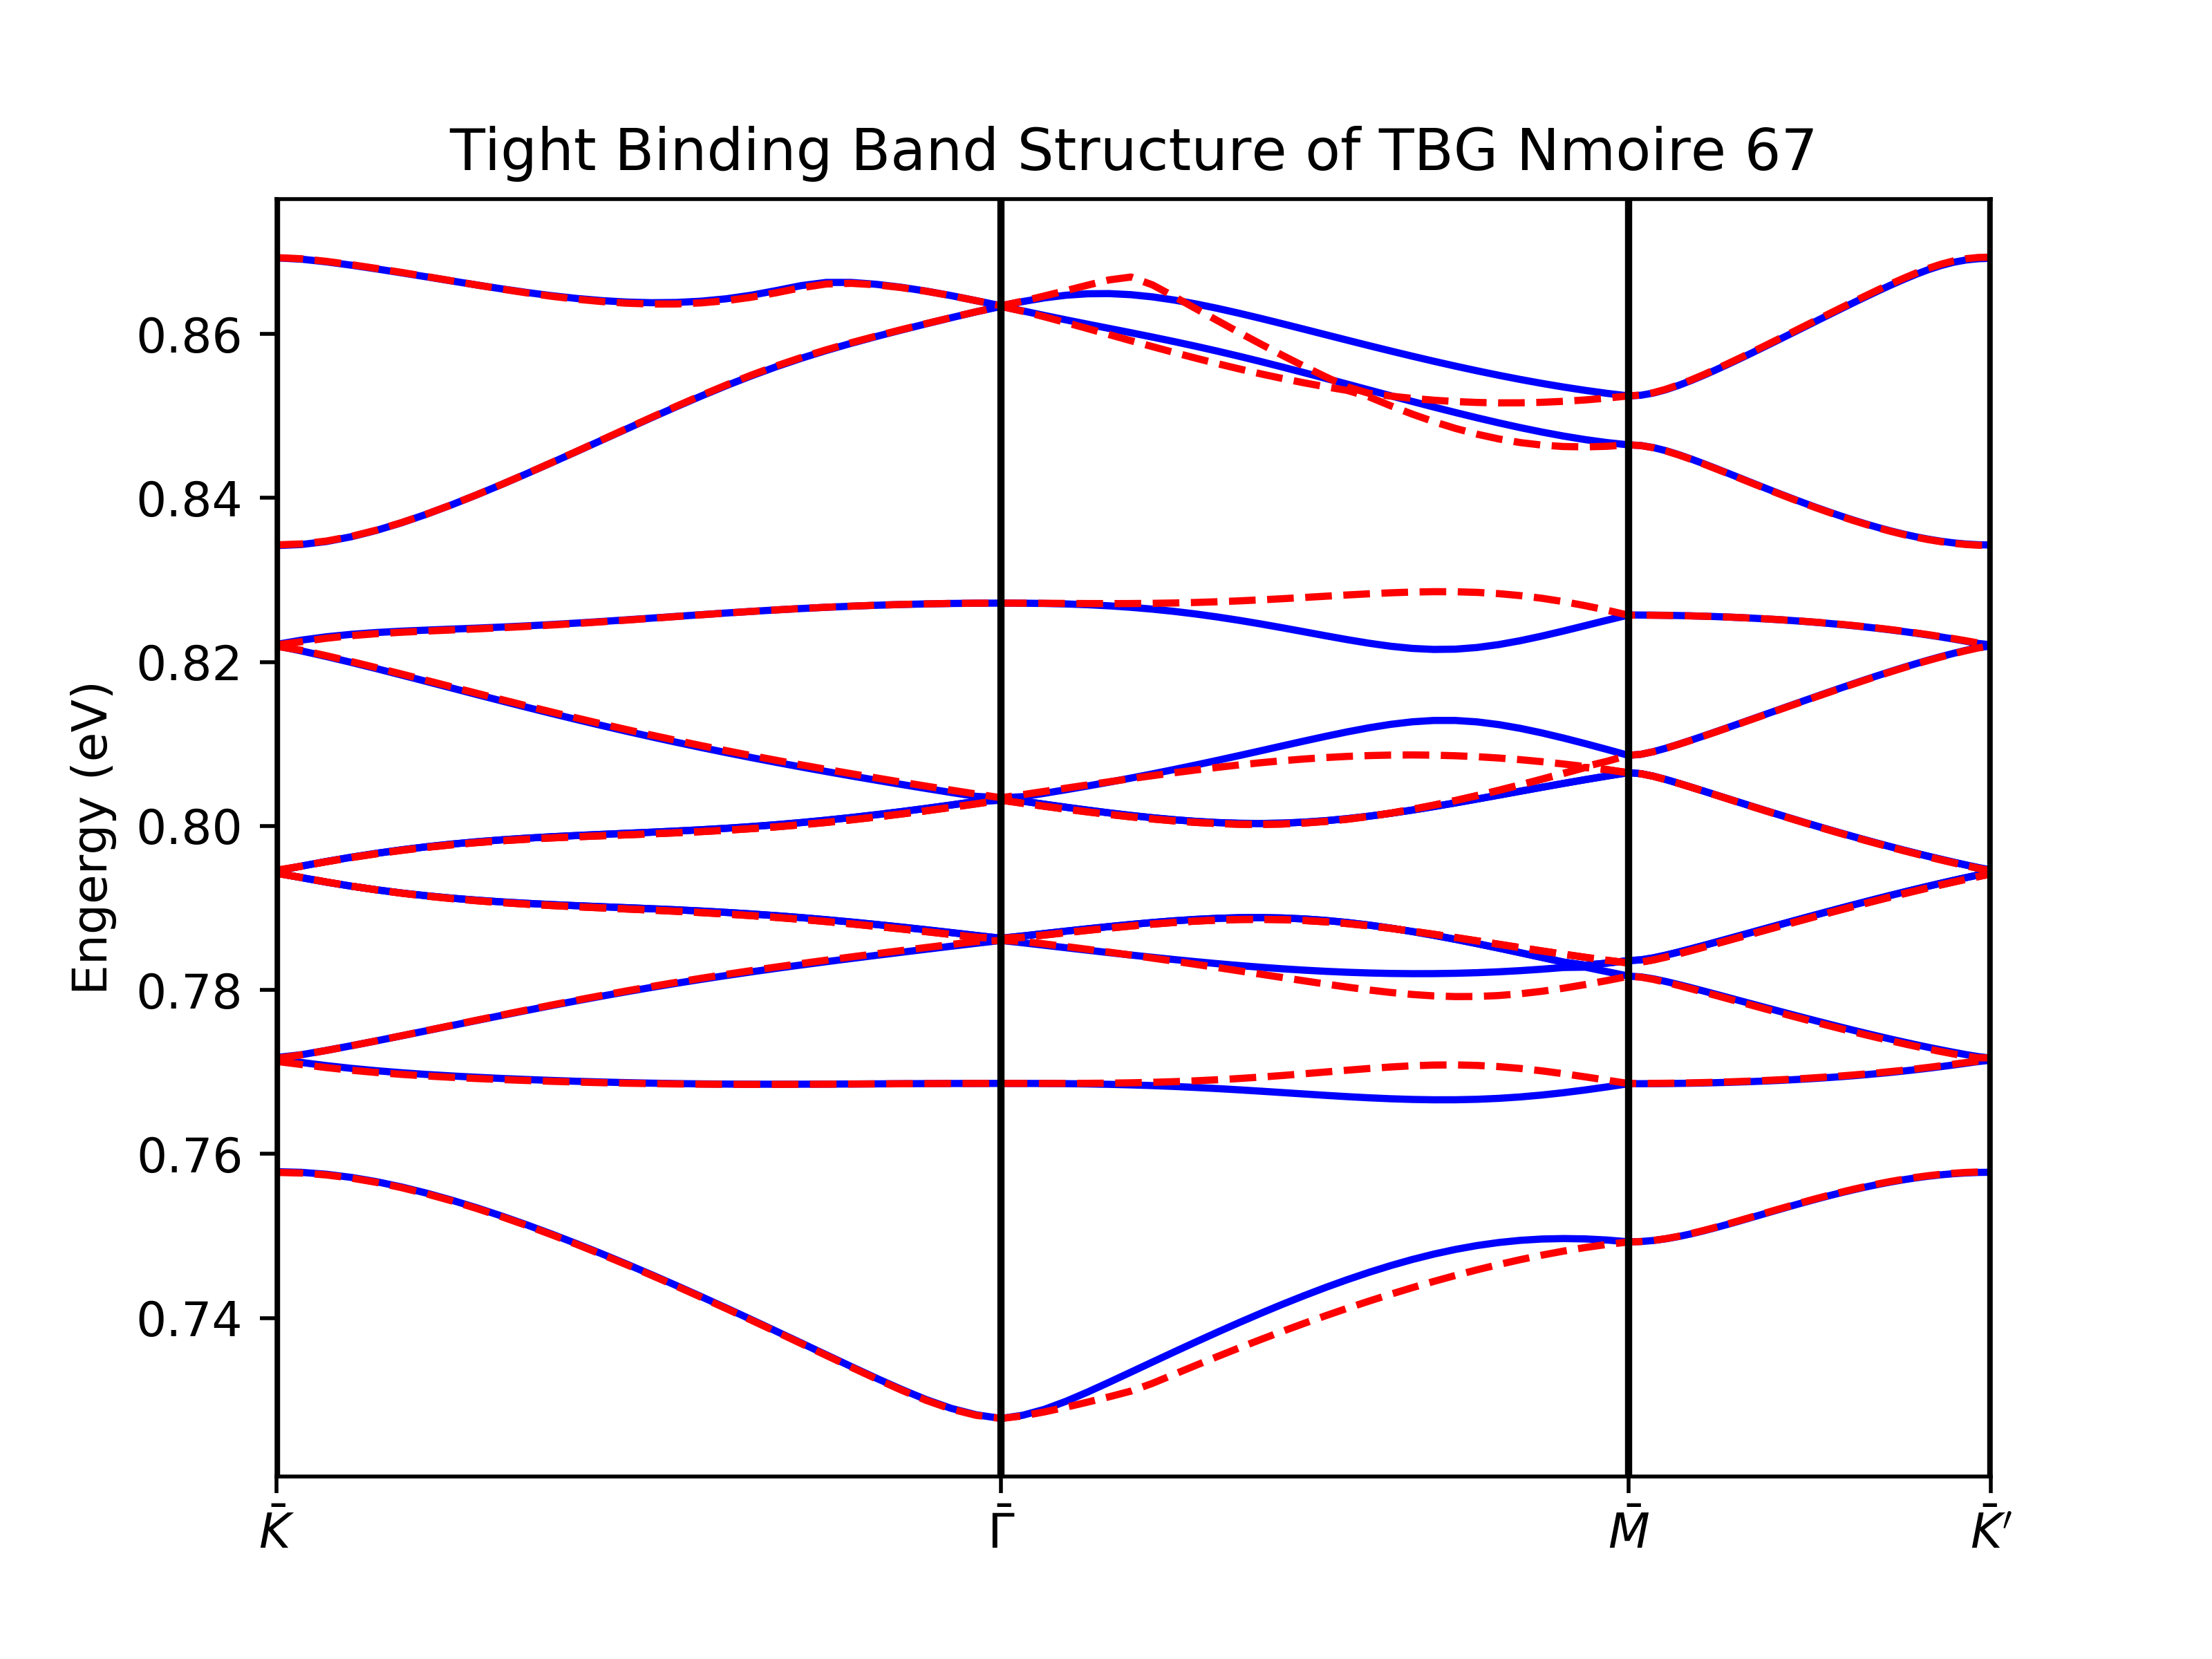 Tight Binding Band Structure of TBG Nmoire 67
Engergy (eV)
0.86
0.84
0.82
0.80
0.78
0.76
0.74
K̄ Γ̄ M̄ K̄′